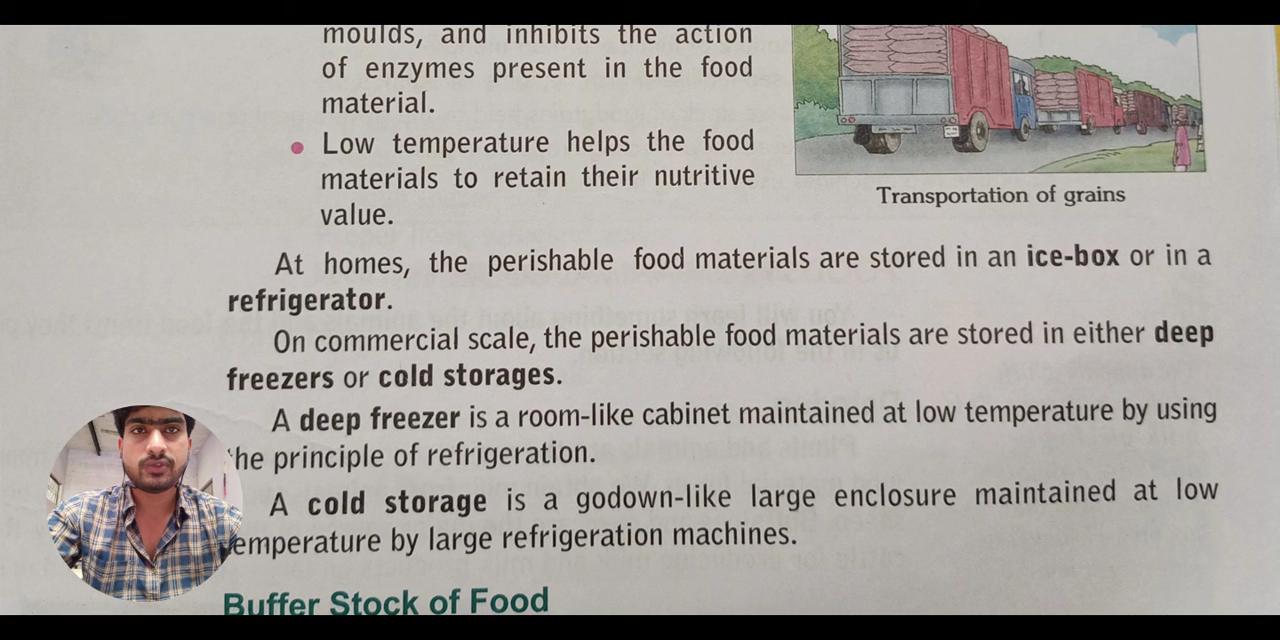 moulds, and inhibits the action
of enzymes present in the food
material.
Low temperature helps the food
materials to retain their nutritive
value.
Transportation of grains
At homes, the perishable food materials are stored in an ice-box or in a
refrigerator.
On commercial scale, the perishable food materials are stored in either deep
freezers or cold storages.
A deep freezer is a room-like cabinet maintained at low temperature by using
the principle of refrigeration.
A cold storage is a godown-like large enclosure maintained at low
temperature by large refrigeration machines.
Buffer Stock of Food